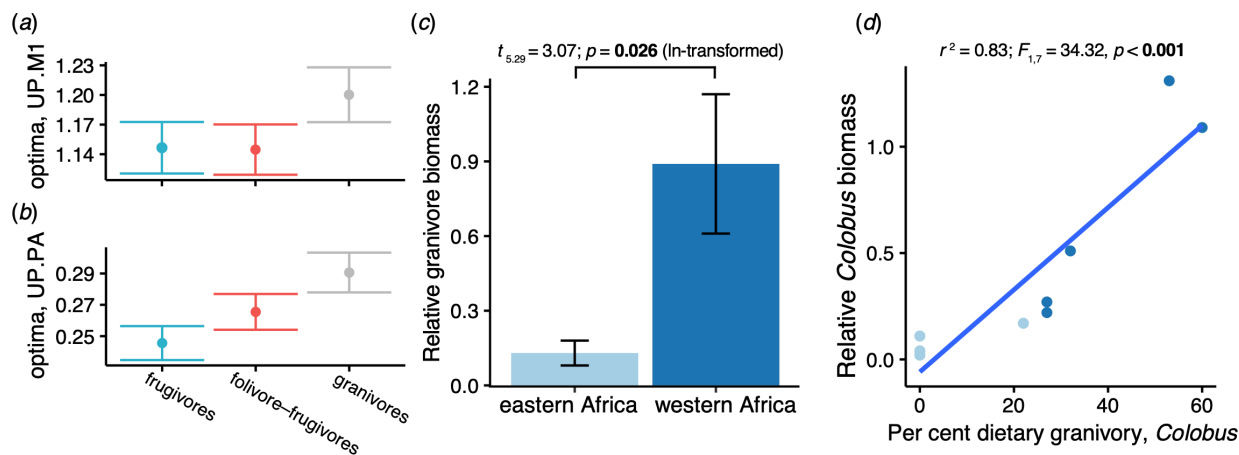 (a)
optima, UP.M1
1.23
1.20
1.17
1.14
(b)
optima, UP.PA
0.29
0.27
0.25
frugivores
folivore–frugivores
granivores
(c)
t 5.29 = 3.07; p = 0.026 (ln-transformed)
Relative granivore biomass
1.2
0.9
0.6
0.3
0.0
eastern Africa
western Africa
(d)
r 2 = 0.83; F1,7 = 34.32, p < 0.001
Relative Colobus biomass
1.0
0.5
0.0
0
20
40
60
Per cent dietary granivory, Colobus